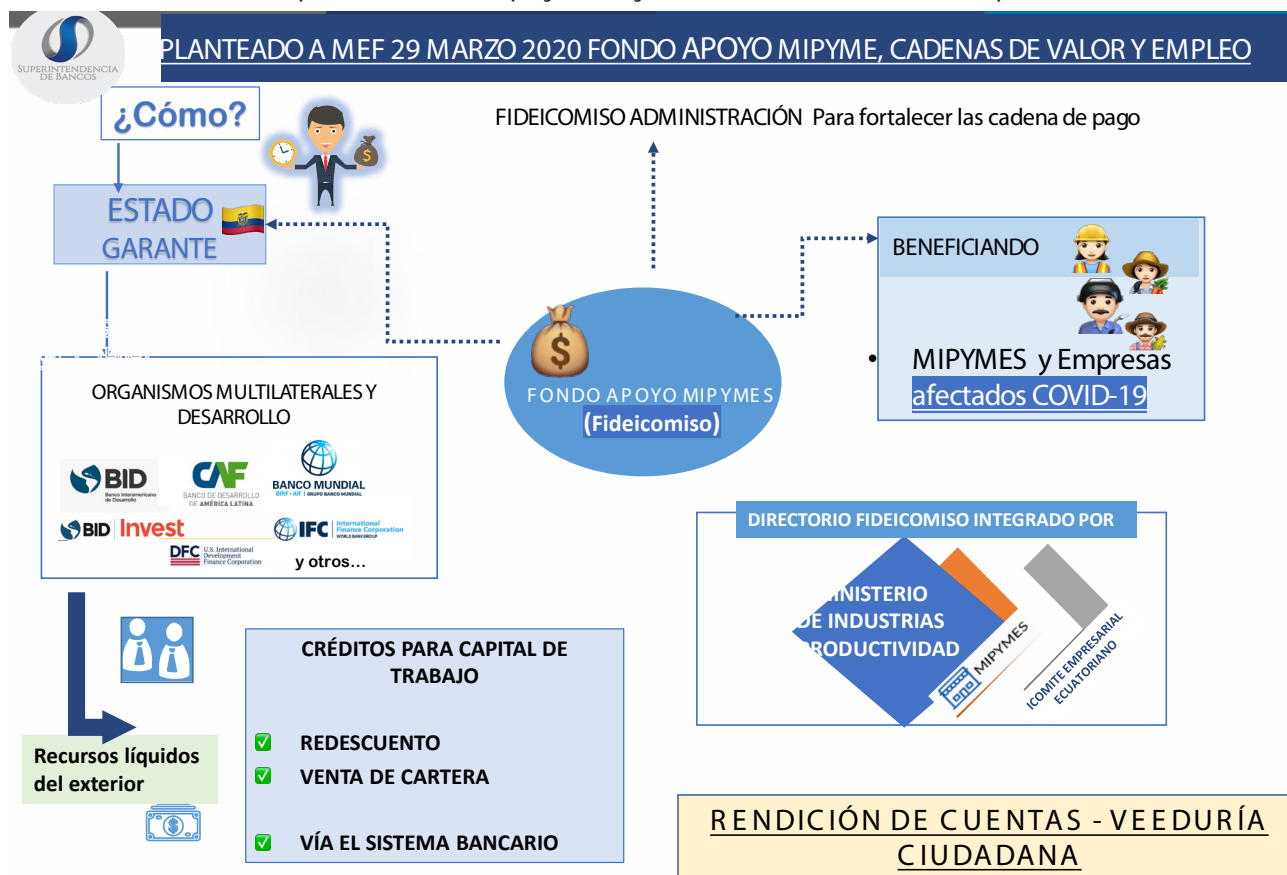 SUPERINTENDENCIA
DE BANCOS
PLANTEADO A MEF 29 MARZO 2020 FONDO APOYO MIPYME, CADENAS DE VALOR Y EMPLEO
¿Cómo?
FIDEICOMISO ADMINISTRACIÓN Para fortalecer las cadena de pago
ESTADO
GARANTE
BENEFICIANDO
• MIPYMES y Empresas
afectados COVID-19
FONDO APOYO MIPYMES
(Fideicomiso)
ORGANISMOS MULTILATERALES Y
DESARROLLO
BID
Banco Interamericano
de Desarrollo
CAF
BANCO DE DESARROLLO
DE AMÉRICA LATINA
BANCO MUNDIAL
BIRF • AIF | GRUPO BANCO MUNDIAL
BID Invest
IFC International
Finance Corporation
WORLD BANK GROUP
DFC U.S. International
Development
Finance Corporation
y otros...
DIRECTORIO FIDEICOMISO INTEGRADO POR
MINISTERIO
DE INDUSTRIAS
PRODUCTIVIDAD
MIPYMES
ICOMITE EMPRESARIAL
ECUATORIANO
Recursos líquidos
del exterior
CRÉDITOS PARA CAPITAL DE
TRABAJO
REDESCUENTO
VENTA DE CARTERA
VÍA EL SISTEMA BANCARIO
RENDICIÓN DE CUENTAS - VEEDURÍA
CIUDADANA